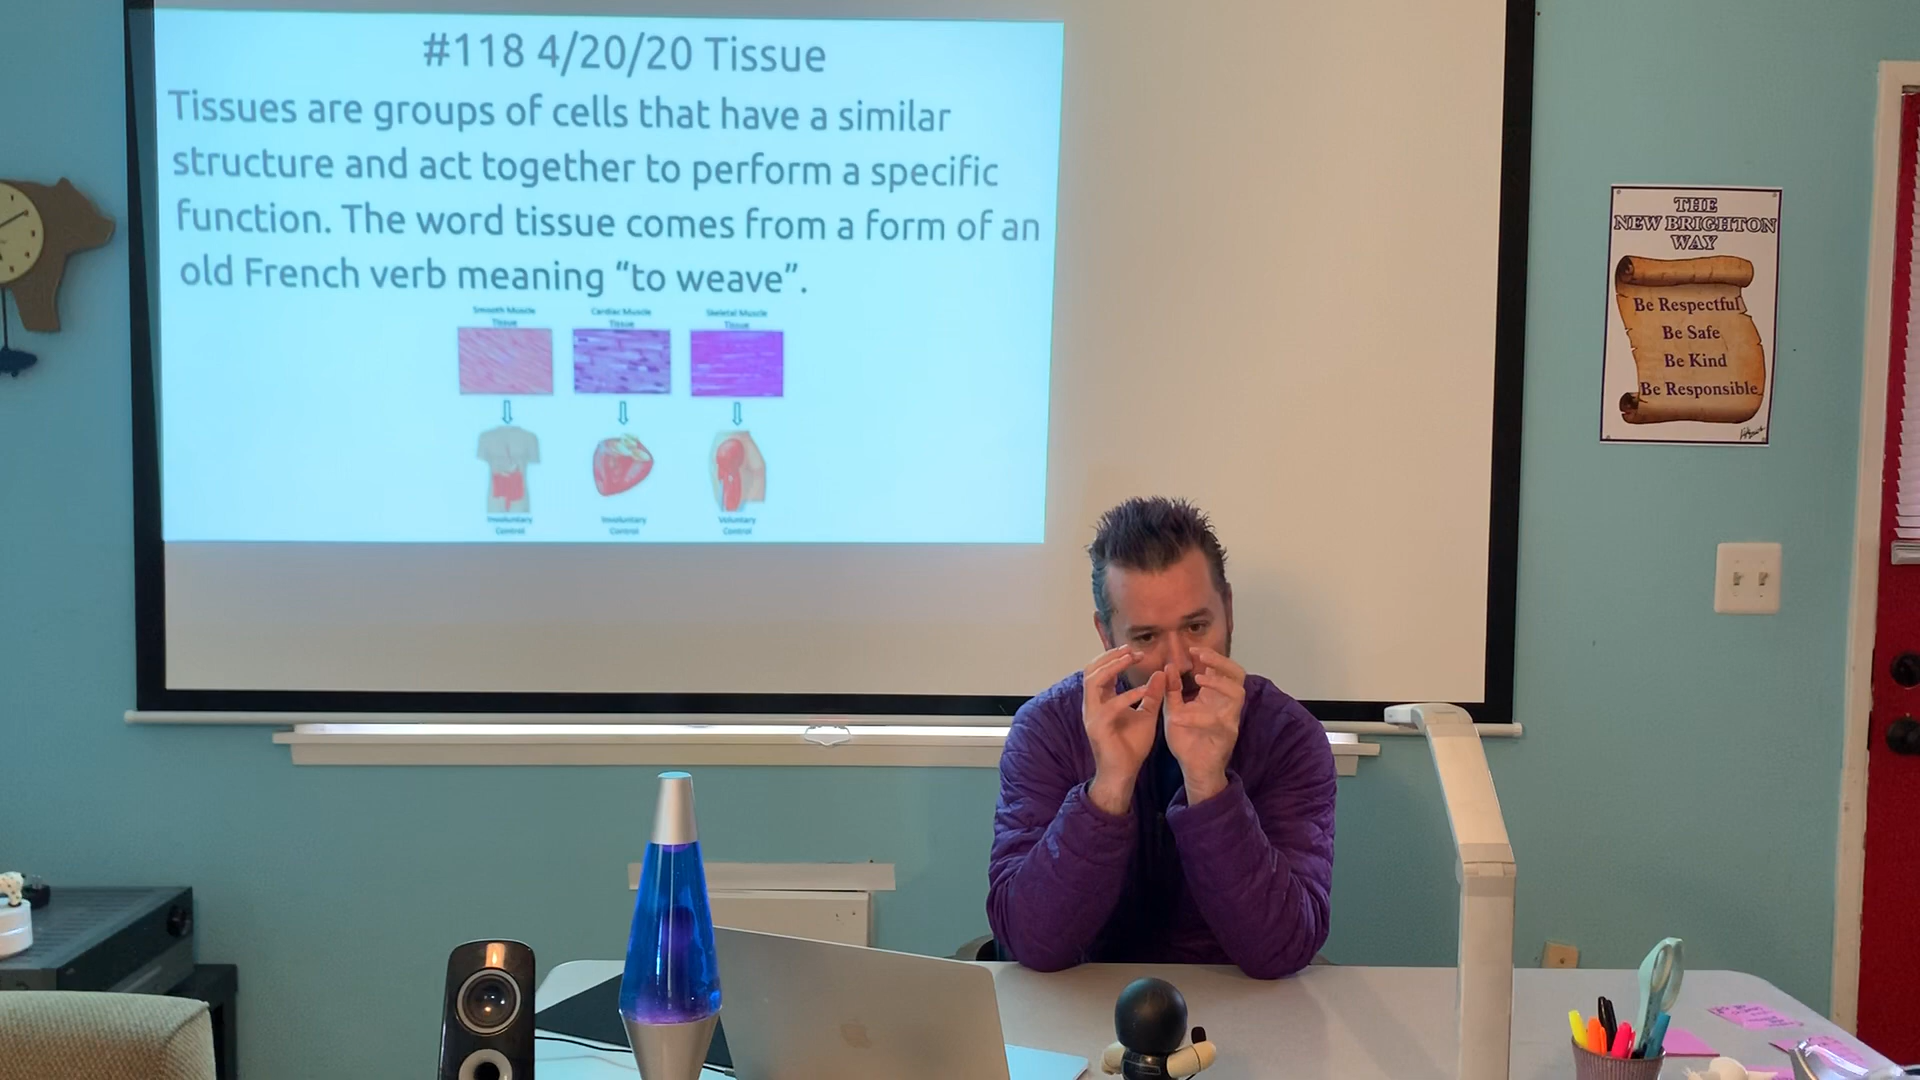 #118 4/20/20 Tissue
Tissues are groups of cells that have a similar
structure and act together to perform a specific
function. The word tissue comes from a form of an
old French verb meaning “to weave”.
Smooth Muscle
Tissue
Cardiac Muscle
Tissue
Skeletal Muscle
Tissue
Involuntary
Control
Involuntary
Control
Voluntary
Control
THE
NEW BRIGHTON
WAY
Be Respectful
Be Safe
Be Kind
Be Responsible